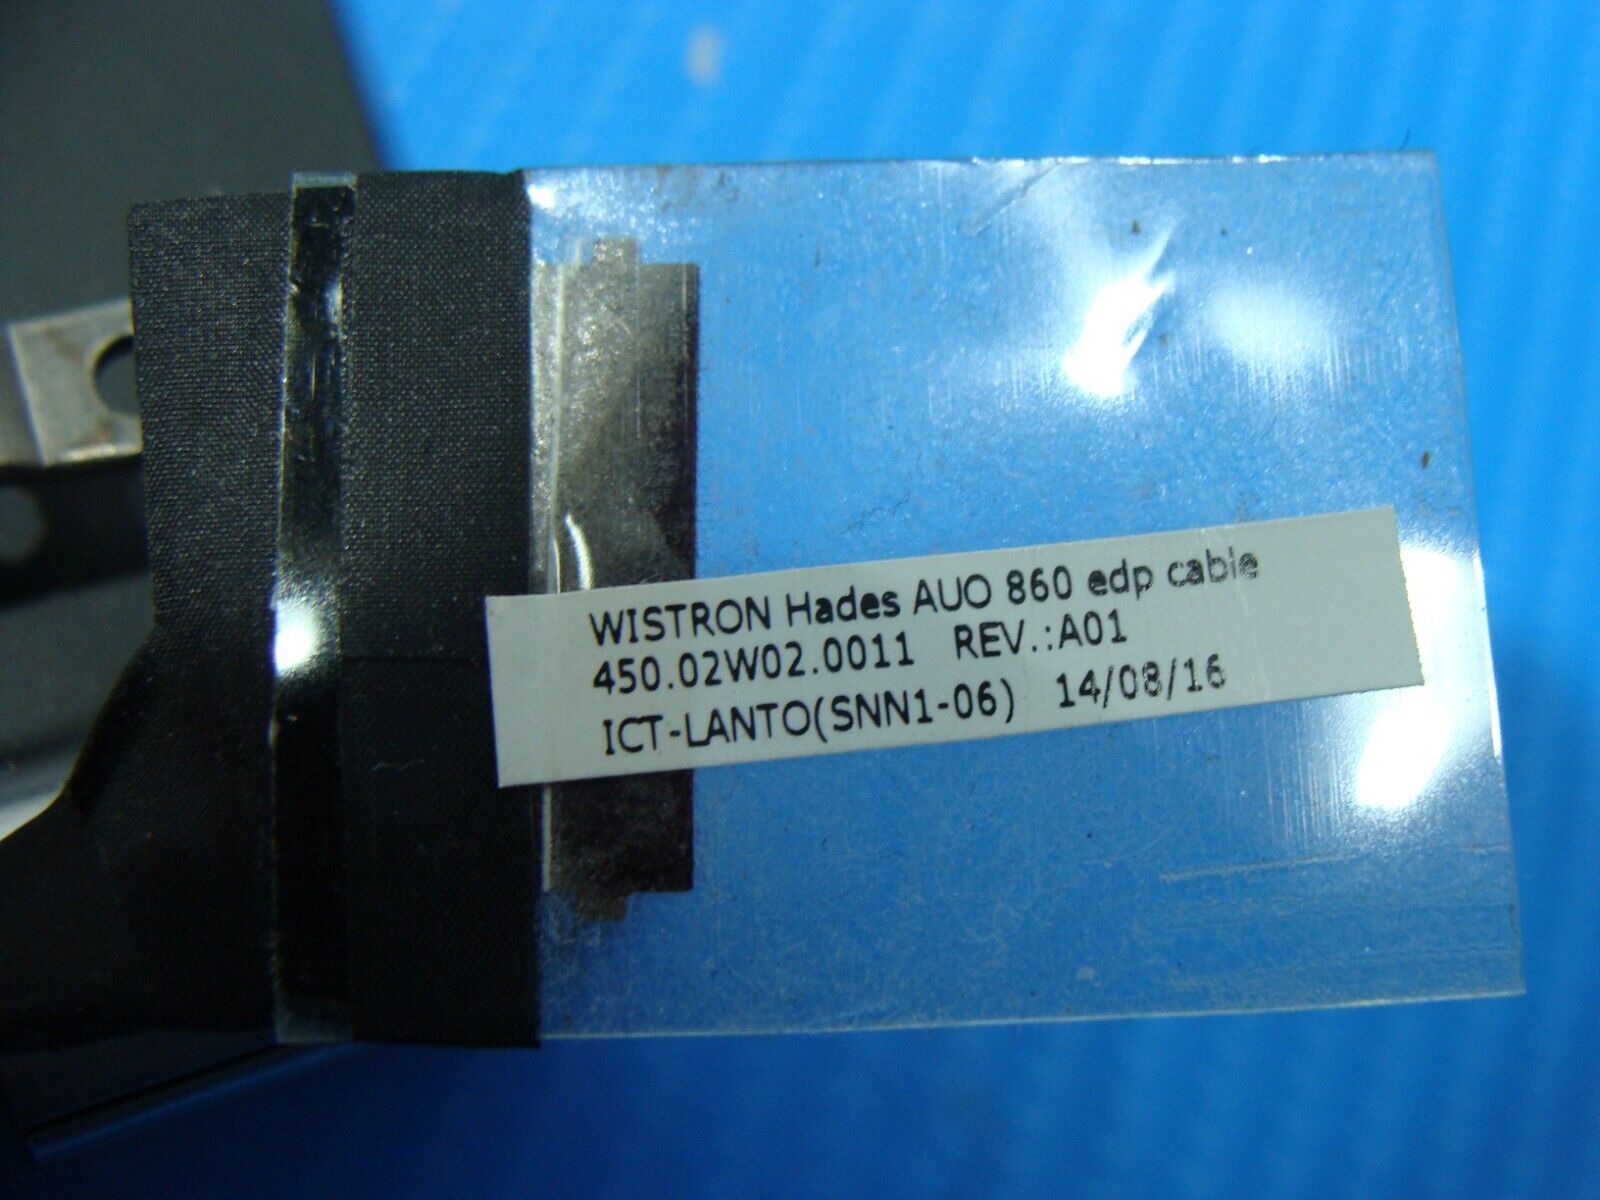 WISTRON Hades AUO 860 edp cable
450.02W02.0011 REV.:A01
ICT-LANTO(SNN1-06) 14/08/16